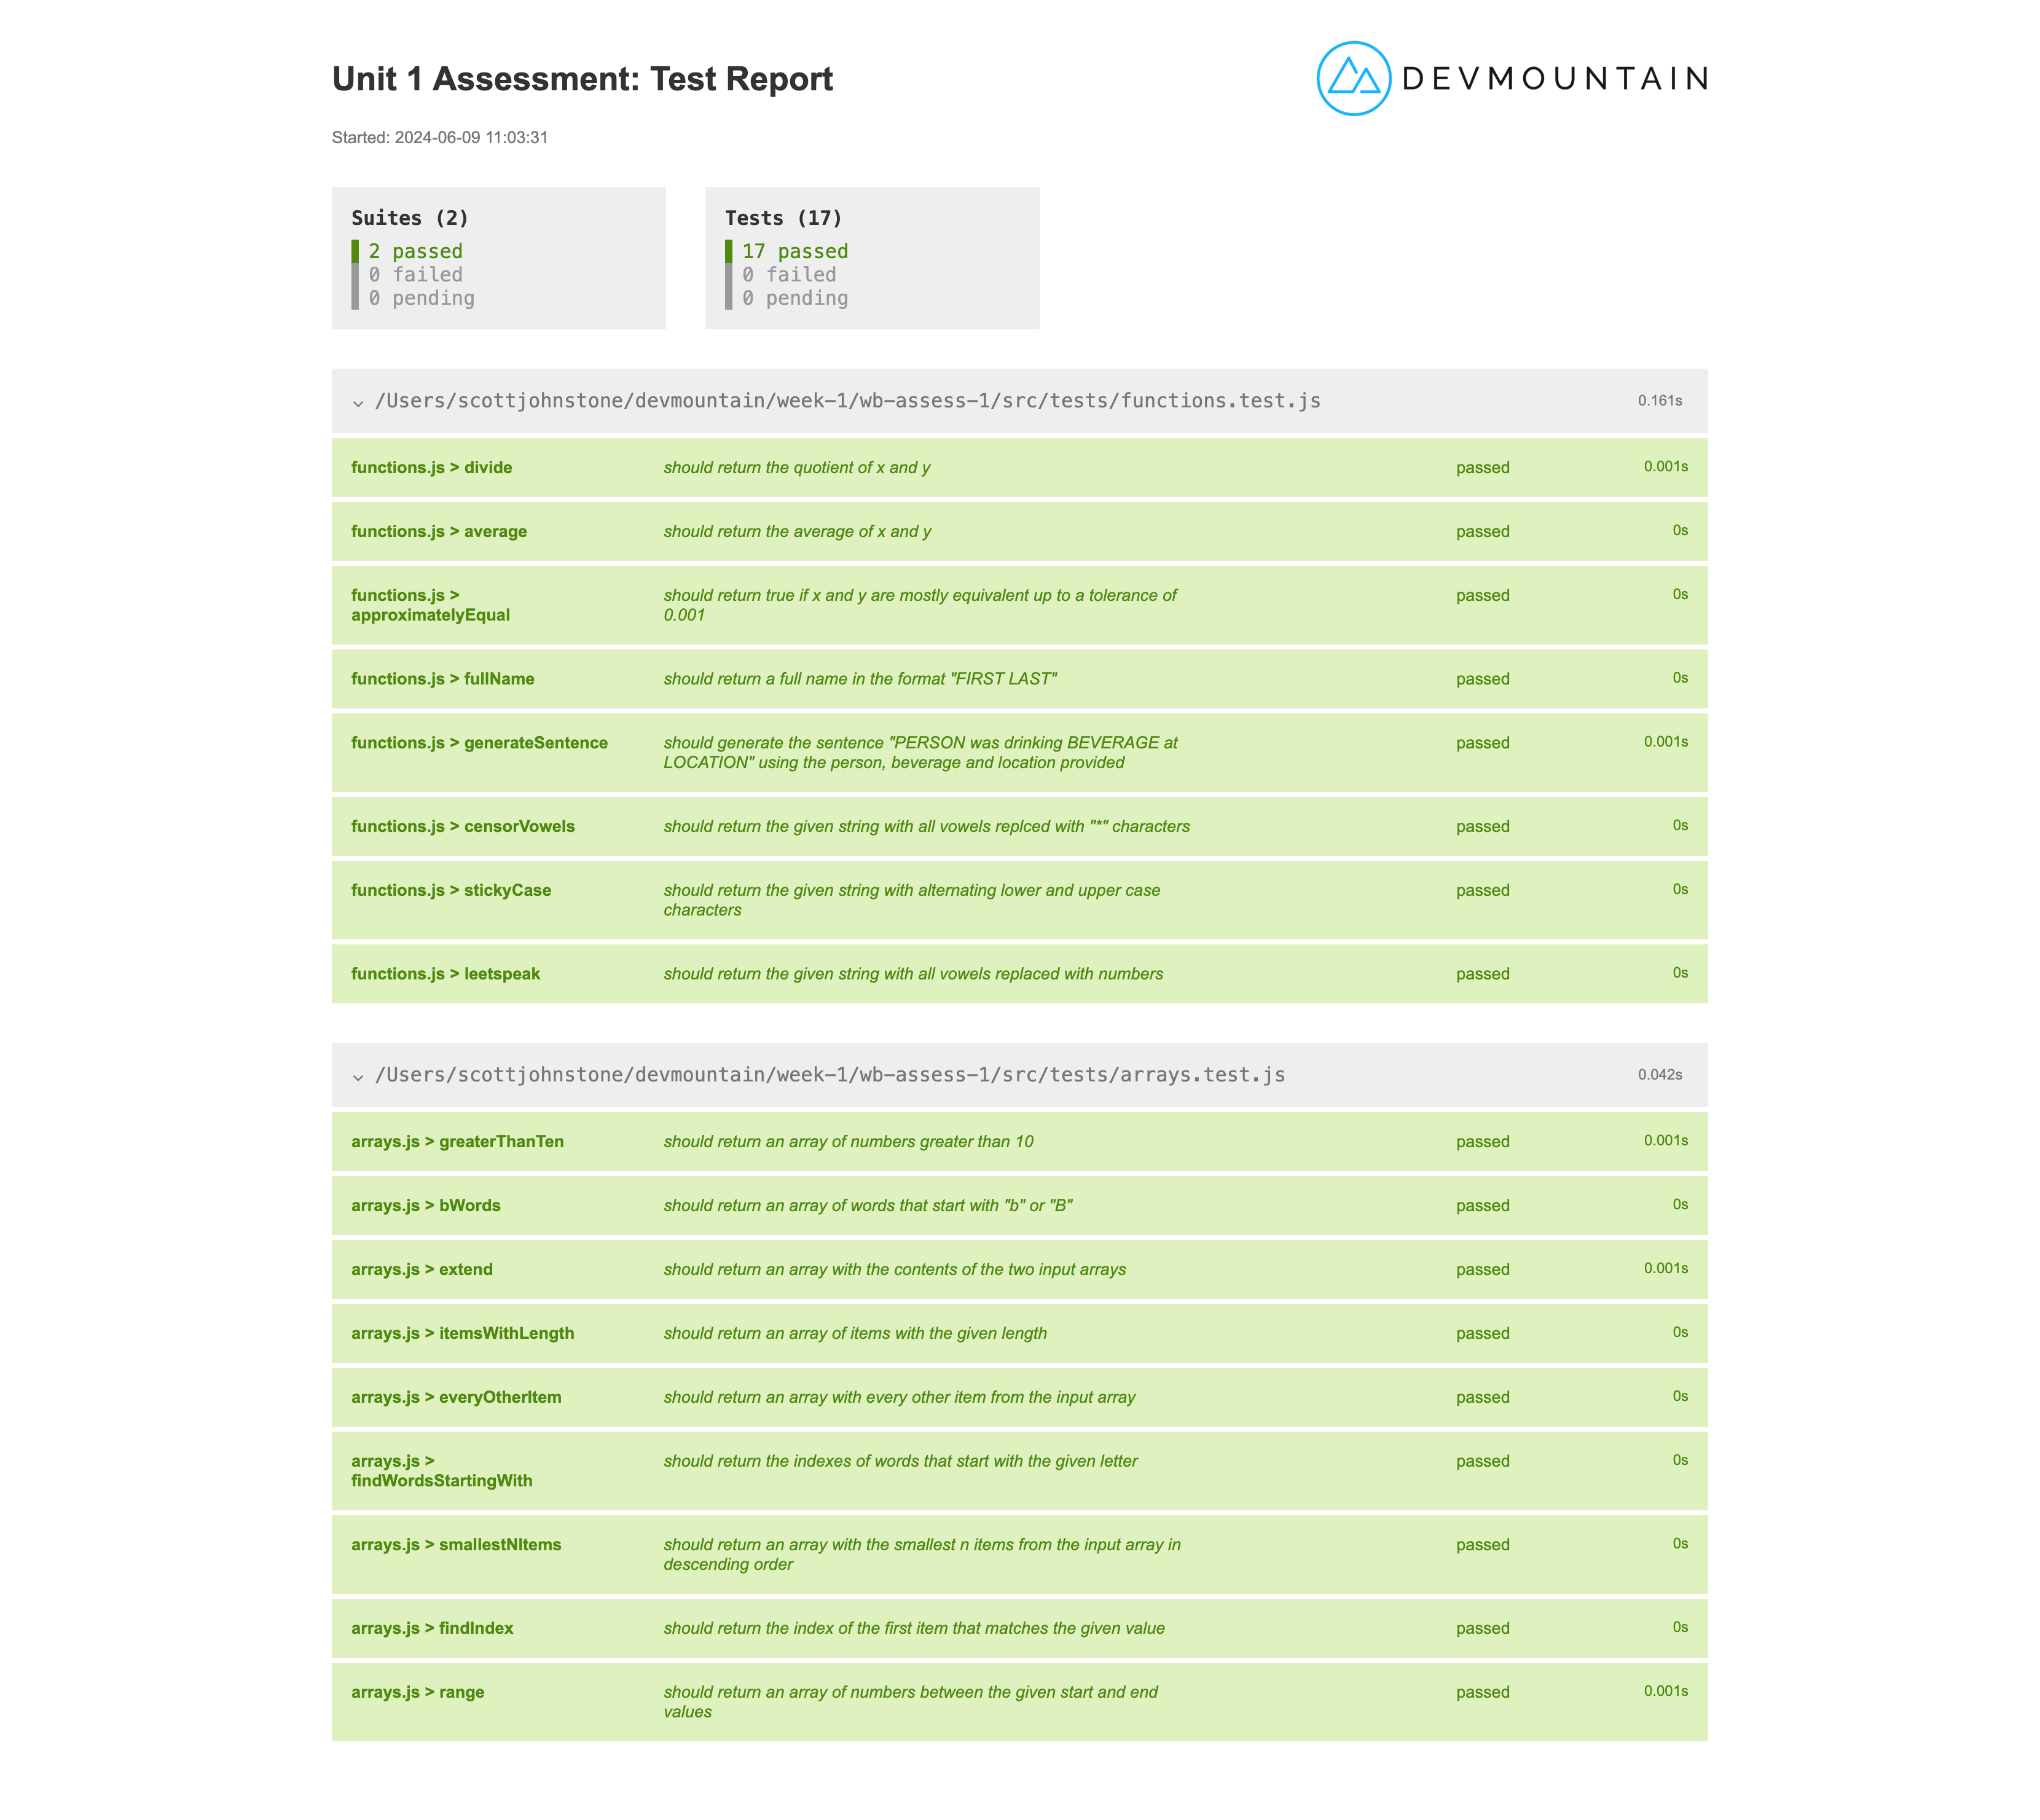 Unit 1 Assessment: Test Report
DEVMOUNTAIN
Started: 2024-06-09 11:03:31
Suites (2)
2 passed
0 failed
0 pending
Tests (17)
17 passed
0 failed
0 pending
/Users/scottjohnstone/devmountain/week-1/wb-assess-1/src/tests/functions.test.js 0.161s
functions.js > divide should return the quotient of x and y passed 0.001s
functions.js > average should return the average of x and y passed 0s
functions.js >
approximatelyEqual
should return true if x and y are mostly equivalent up to a tolerance of
0.001
passed 0s
functions.js > fullName should return a full name in the format "FIRST LAST" passed 0s
functions.js > generateSentence
should generate the sentence "PERSON was drinking BEVERAGE at
LOCATION" using the person, beverage and location provided
passed 0.001s
functions.js > censorVowels should return the given string with all vowels replced with "*" characters passed 0s
functions.js > stickyCase
should return the given string with alternating lower and upper case
characters
passed 0s
functions.js > leetspeak should return the given string with all vowels replaced with numbers passed 0s
/Users/scottjohnstone/devmountain/week-1/wb-assess-1/src/tests/arrays.test.js 0.042s
arrays.js > greaterThanTen should return an array of numbers greater than 10 passed 0.001s
arrays.js > bWords should return an array of words that start with "b" or "B" passed 0s
arrays.js > extend should return an array with the contents of the two input arrays passed 0.001s
arrays.js > itemsWithLength should return an array of items with the given length passed 0s
arrays.js > everyOtherItem should return an array with every other item from the input array passed 0s
arrays.js >
findWordsStartingWith
should return the indexes of words that start with the given letter passed 0s
arrays.js > smallestNItems
should return an array with the smallest n items from the input array in
descending order
passed 0s
arrays.js > findIndex should return the index of the first item that matches the given value passed 0s
arrays.js > range
should return an array of numbers between the given start and end
values
passed 0.001s